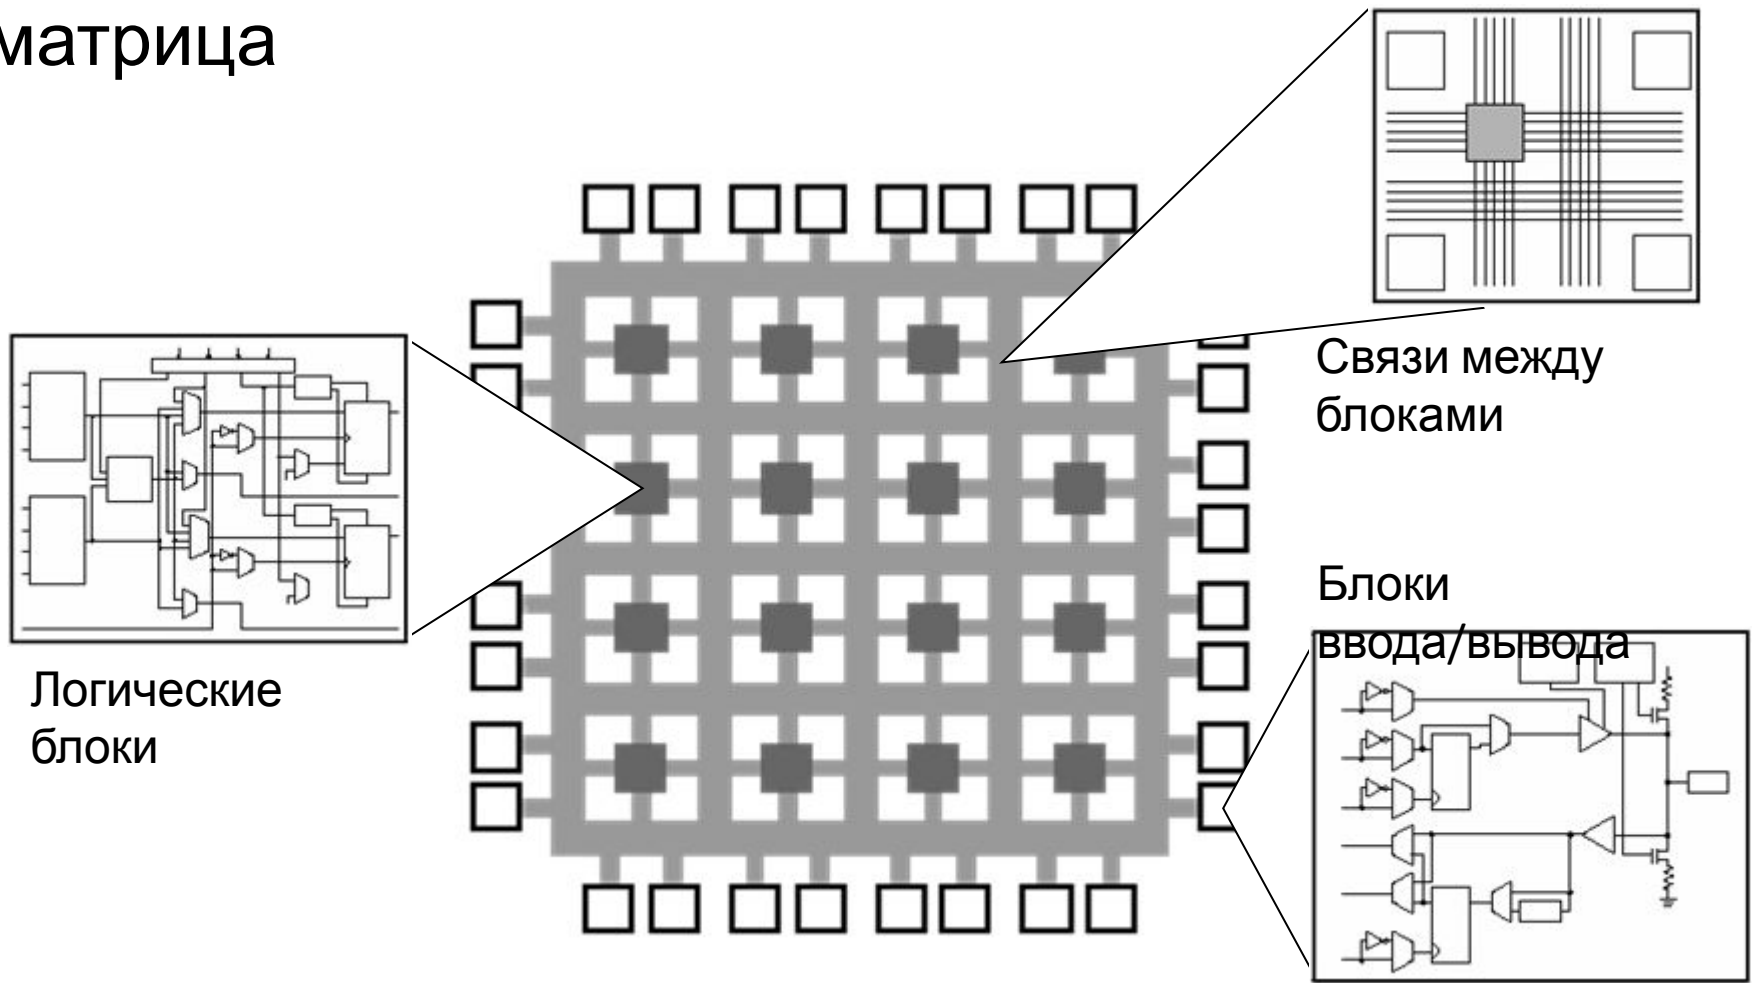 матрица
Связи между
блоками
Блоки
ввода/вывода
Логические
блоки